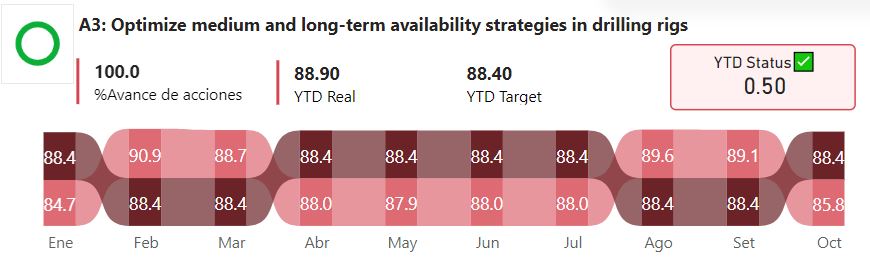 A3: Optimize medium and long-term availability strategies in drilling rigs
100.0
%Avance de acciones
88.90
YTD Real
88.40
YTD Target
YTD Status ✅
0.50
88.4 90.9 88.7 88.4 88.4 88.4 88.4 89.6 89.1 88.4
84.7 88.4 88.4 88.0 87.9 88.0 88.0 88.4 88.4 85.8
Ene Feb Mar Abr May Jun Jul Ago Set Oct